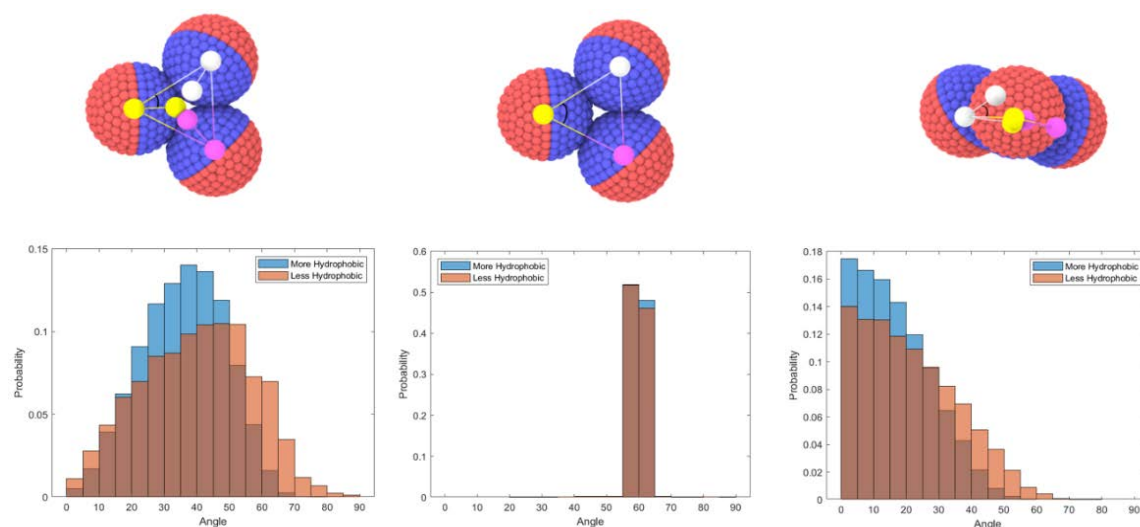 0.15
0.1
0.05
0
Probability
0 10 20 30 40 50 60 70 80 90
Angle
More Hydrophobic
Less Hydrophobic
0.6
0.5
0.4
0.3
0.2
0.1
0
Probability
0 10 20 30 40 50 60 70 80 90
Angle
More Hydrophobic
Less Hydrophobic
0.18
0.16
0.14
0.12
0.1
0.08
0.06
0.04
0.02
0
Probability
0 10 20 30 40 50 60 70 80 90
Angle
More Hydrophobic
Less Hydrophobic